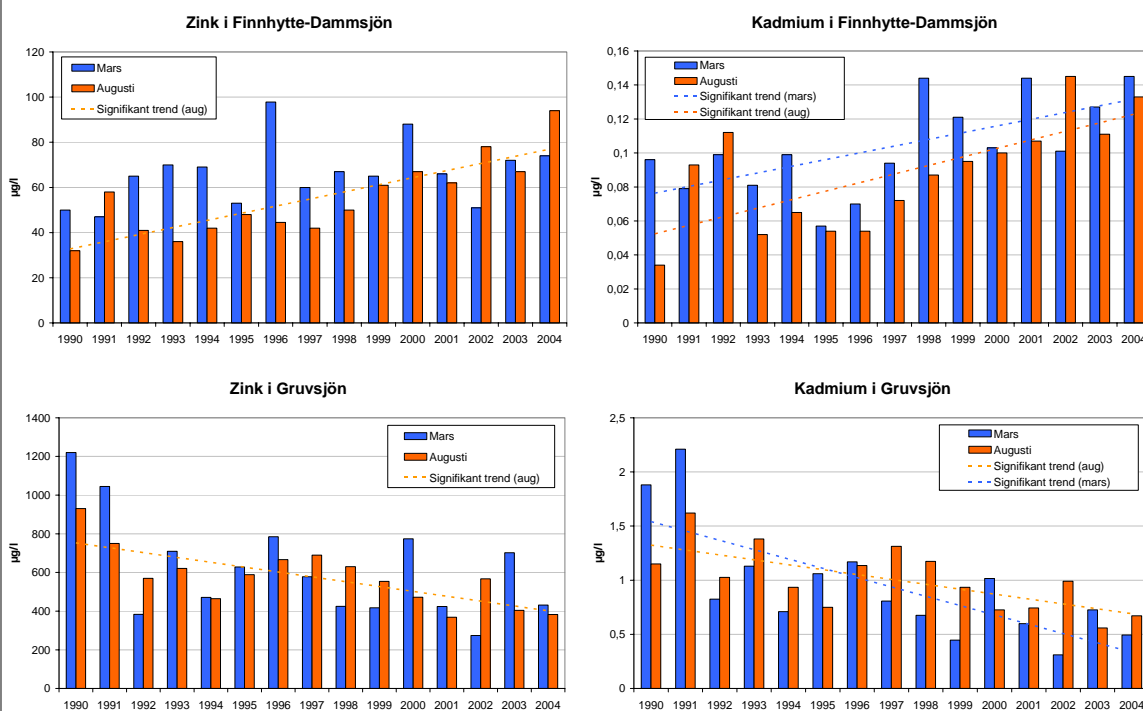 Zink i Finnhytte-Dammsjön
120
100
80
60
40
20
0
µg/l
Mars
Augusti
Signifikant trend (aug)
1990 1991 1992 1993 1994 1995 1996 1997 1998 1999 2000 2001 2002 2003 2004
Kadmium i Finnhytte-Dammsjön
0,16
0,14
0,12
0,1
0,08
0,06
0,04
0,02
0
µg/l
Mars
Augusti
Signifikant trend (mars)
Signifikant trend (aug)
1990 1991 1992 1993 1994 1995 1996 1997 1998 1999 2000 2001 2002 2003 2004
Zink i Gruvsjön
1400
1200
1000
800
600
400
200
0
µg/l
Mars
Augusti
Signifikant trend (aug)
1990 1991 1992 1993 1994 1995 1996 1997 1998 1999 2000 2001 2002 2003 2004
Kadmium i Gruvsjön
2,5
2
1,5
1
0,5
0
µg/l
Mars
Augusti
Signifikant trend (aug)
Signifikant trend (mars)
1990 1991 1992 1993 1994 1995 1996 1997 1998 1999 2000 2001 2002 2003 2004